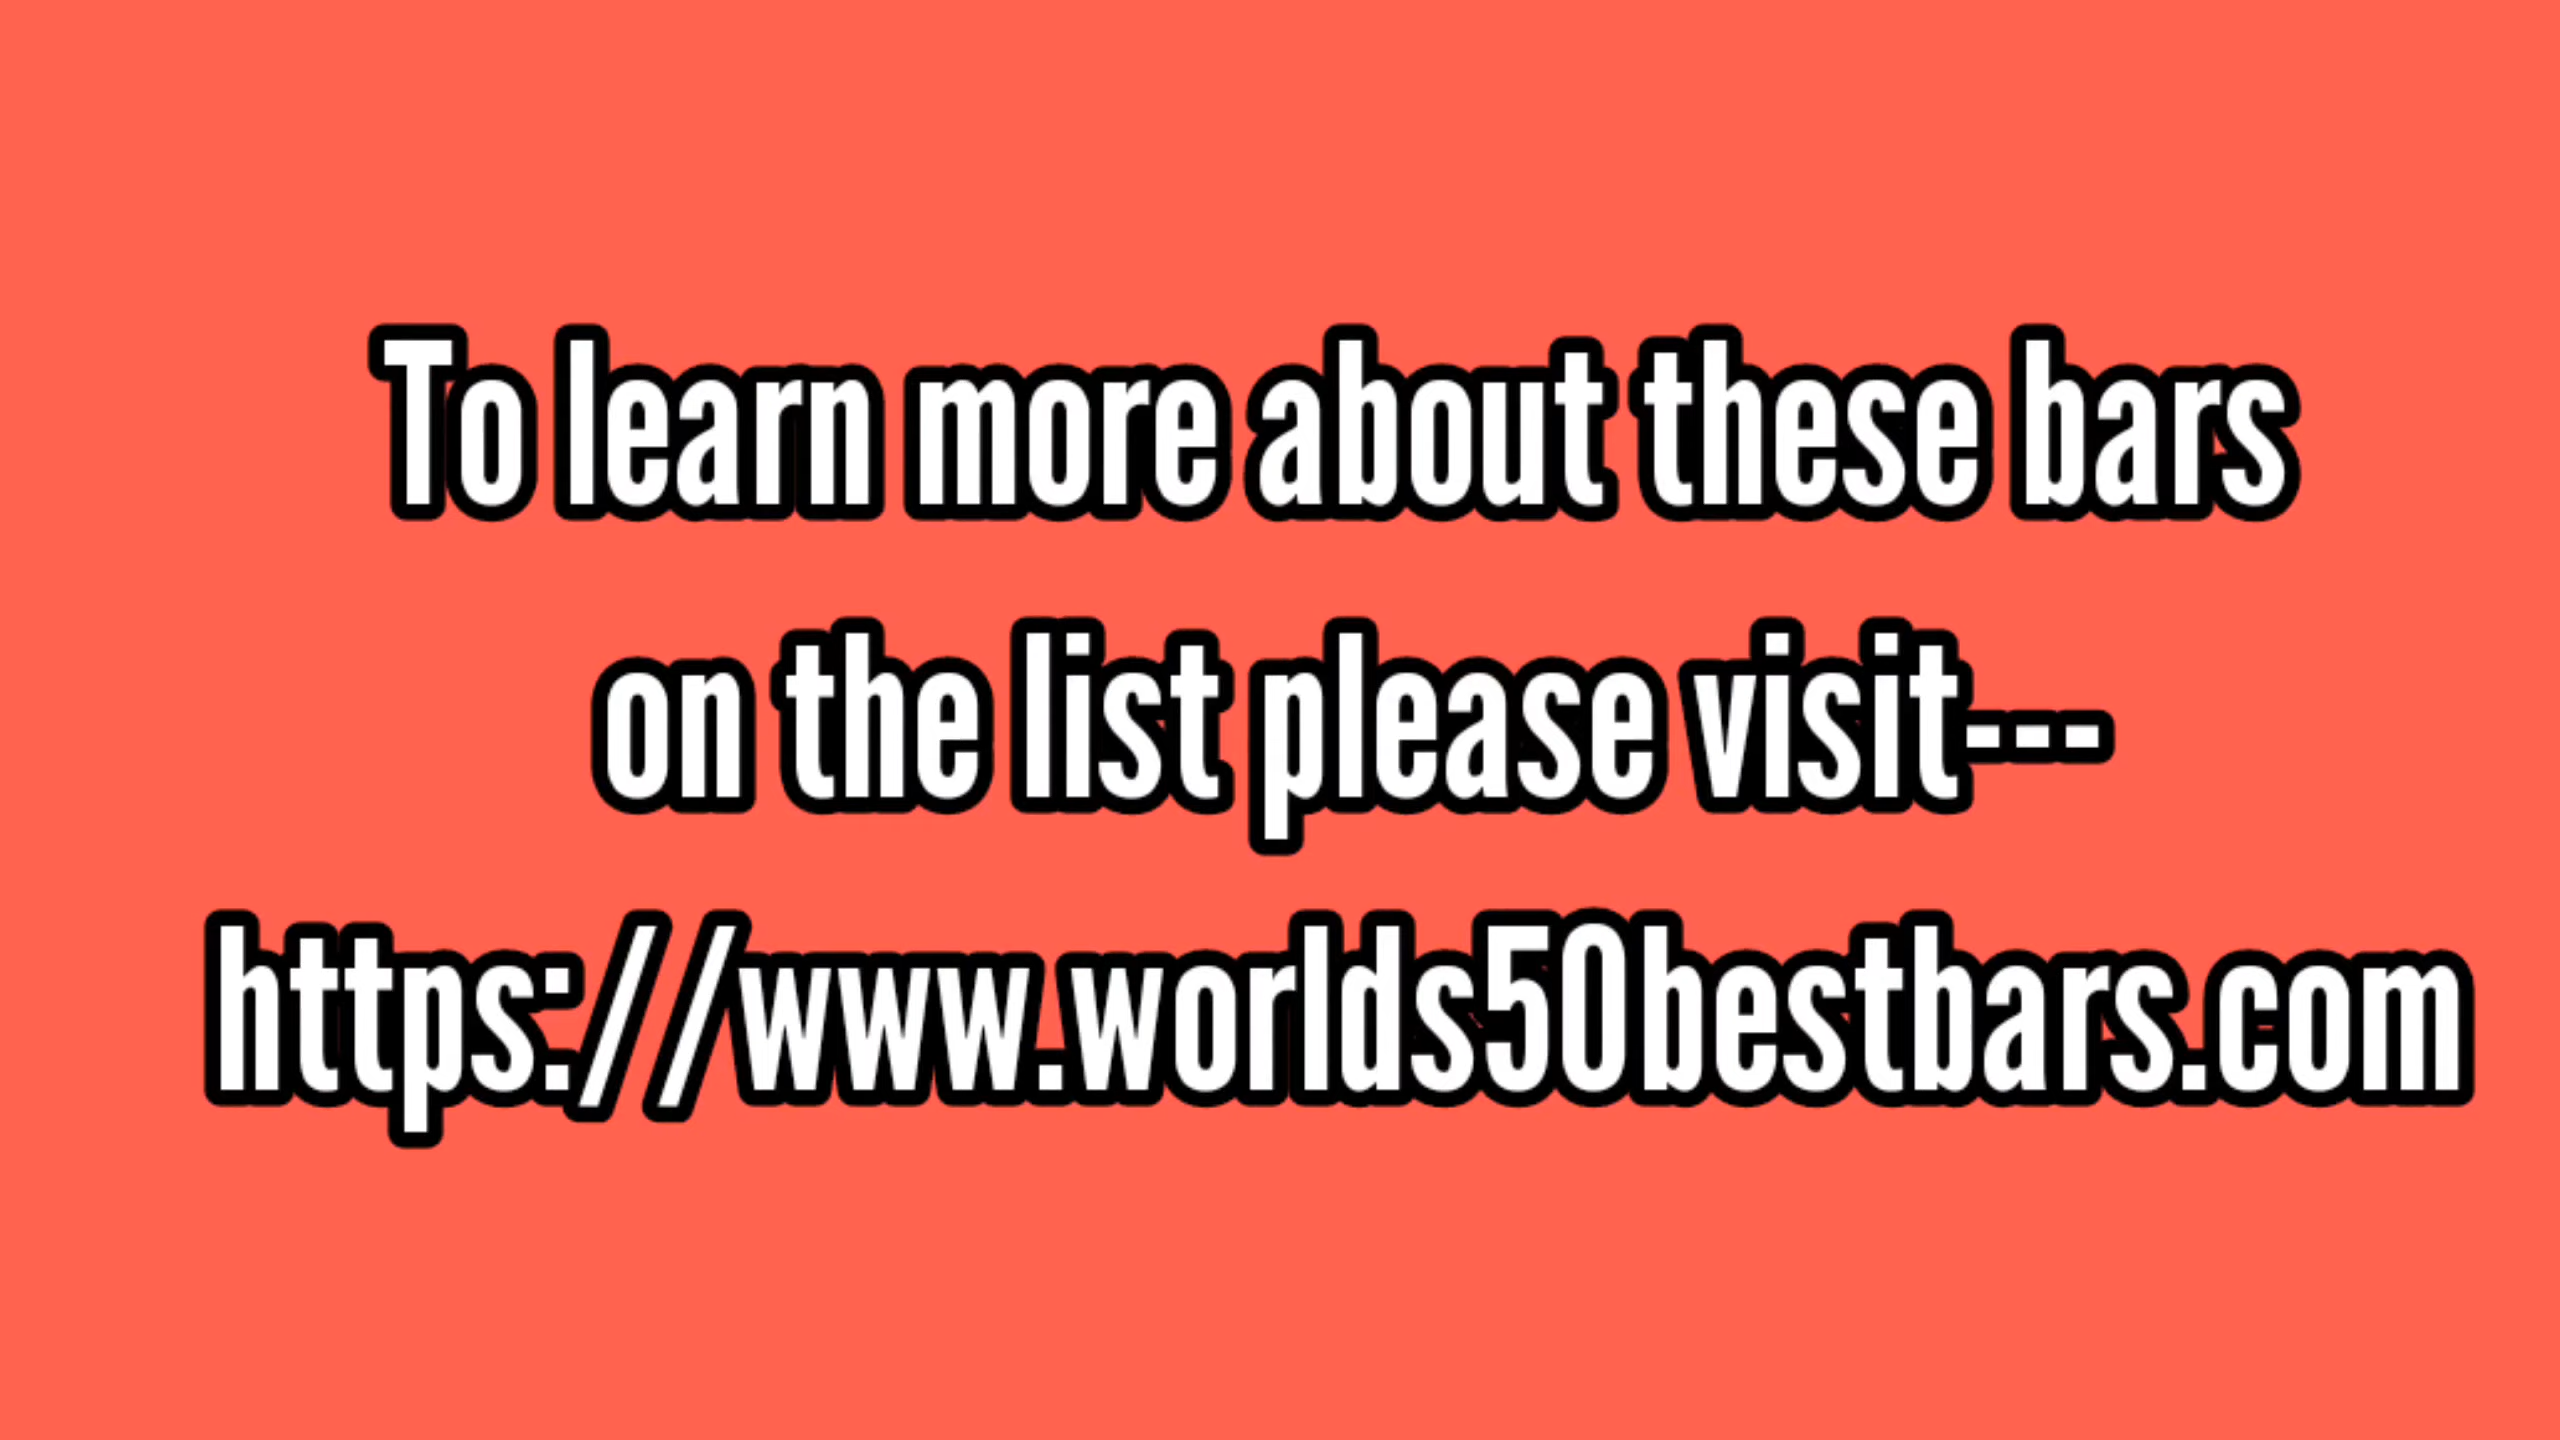 To learn more about these bars
on the list please visit---
https://www.worlds50bestbars.com